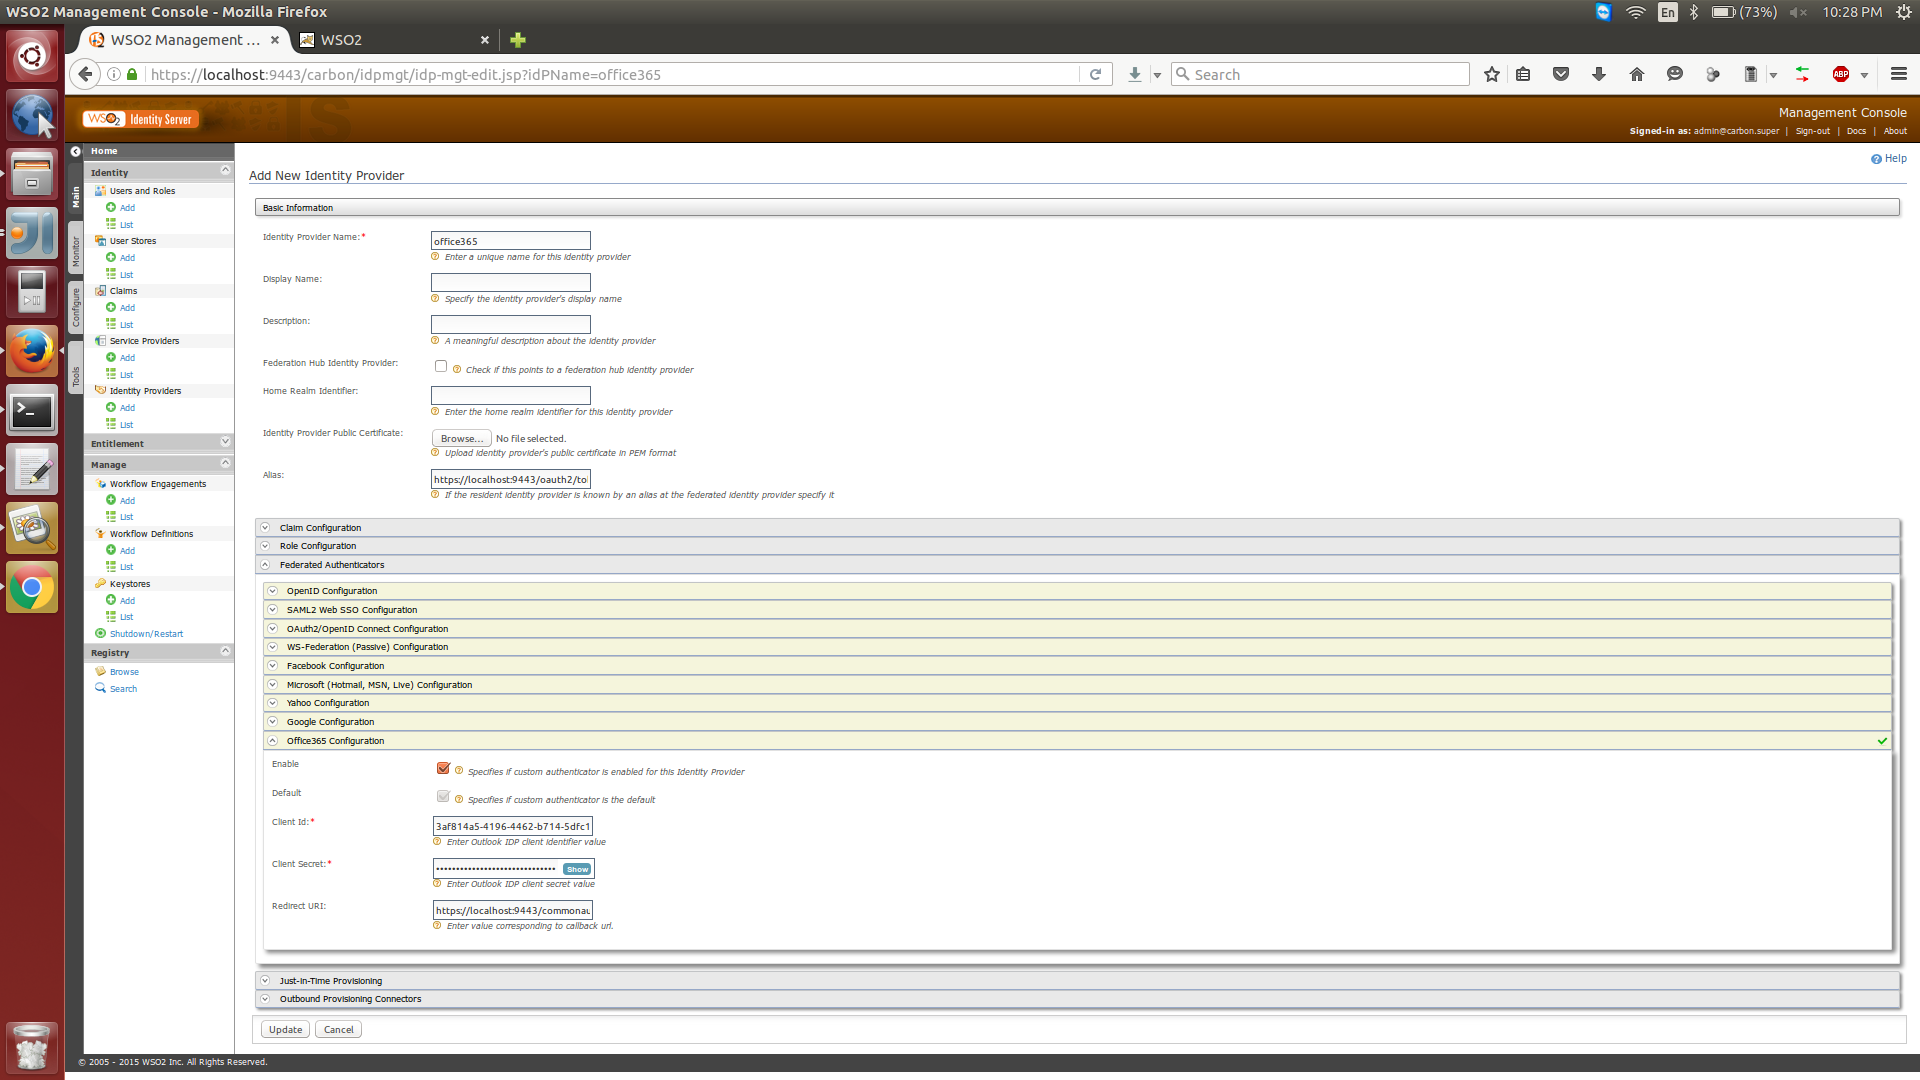 WSO2 Management Console - Mozilla Firefox
En
(73%)
10:28 PM
WSO2 Management ...
WSO2
https://localhost:9443/carbon/idpmgt/idp-mgt-edit.jsp?idPName=office365
Search
ABP
WSO2 Identity Server
Management Console
Signed-in as: admin@carbon.super | Sign-out | Docs | About
Main
Monitor
Configure
Tools
Home
Identity
Users and Roles
Add
List
User Stores
Add
List
Claims
Add
List
Service Providers
Add
List
Identity Providers
Add
List
Entitlement
Manage
Workflow Engagements
Add
List
Workflow Definitions
Add
List
Keystores
Add
List
Shutdown/Restart
Registry
Browse
Search
Help
Add New Identity Provider
Basic Information
Identity Provider Name:*
office365
Enter a unique name for this identity provider
Display Name:
Specify the identity provider's display name
Description:
A meaningful description about the identity provider
Federation Hub Identity Provider:
Check if this points to a federation hub identity provider
Home Realm Identifier:
Enter the home realm identifier for this identity provider
Identity Provider Public Certificate:
Browse... No file selected.
Upload identity provider's public certificate in PEM format
Alias:
https://localhost:9443/oauth2/to
If the resident identity provider is known by an alias at the federated identity provider specify it
Claim Configuration
Role Configuration
Federated Authenticators
OpenID Configuration
SAML2 Web SSO Configuration
OAuth2/OpenID Connect Configuration
WS-Federation (Passive) Configuration
Facebook Configuration
Microsoft (Hotmail, MSN, Live) Configuration
Yahoo Configuration
Google Configuration
Office365 Configuration
Enable
Specifies if custom authenticator is enabled for this Identity Provider
Default
Specifies if custom authenticator is the default
Client Id:*
3af814a5-4196-4462-b714-5dfc1
Enter Outlook IDP client identifier value
Client Secret:*
Show
Enter Outlook IDP client secret value
Redirect URI:
https://localhost:9443/commonau
Enter value corresponding to callback url.
Just-in-Time Provisioning
Outbound Provisioning Connectors
Update
Cancel
© 2005 - 2015 WSO2 Inc. All Rights Reserved.